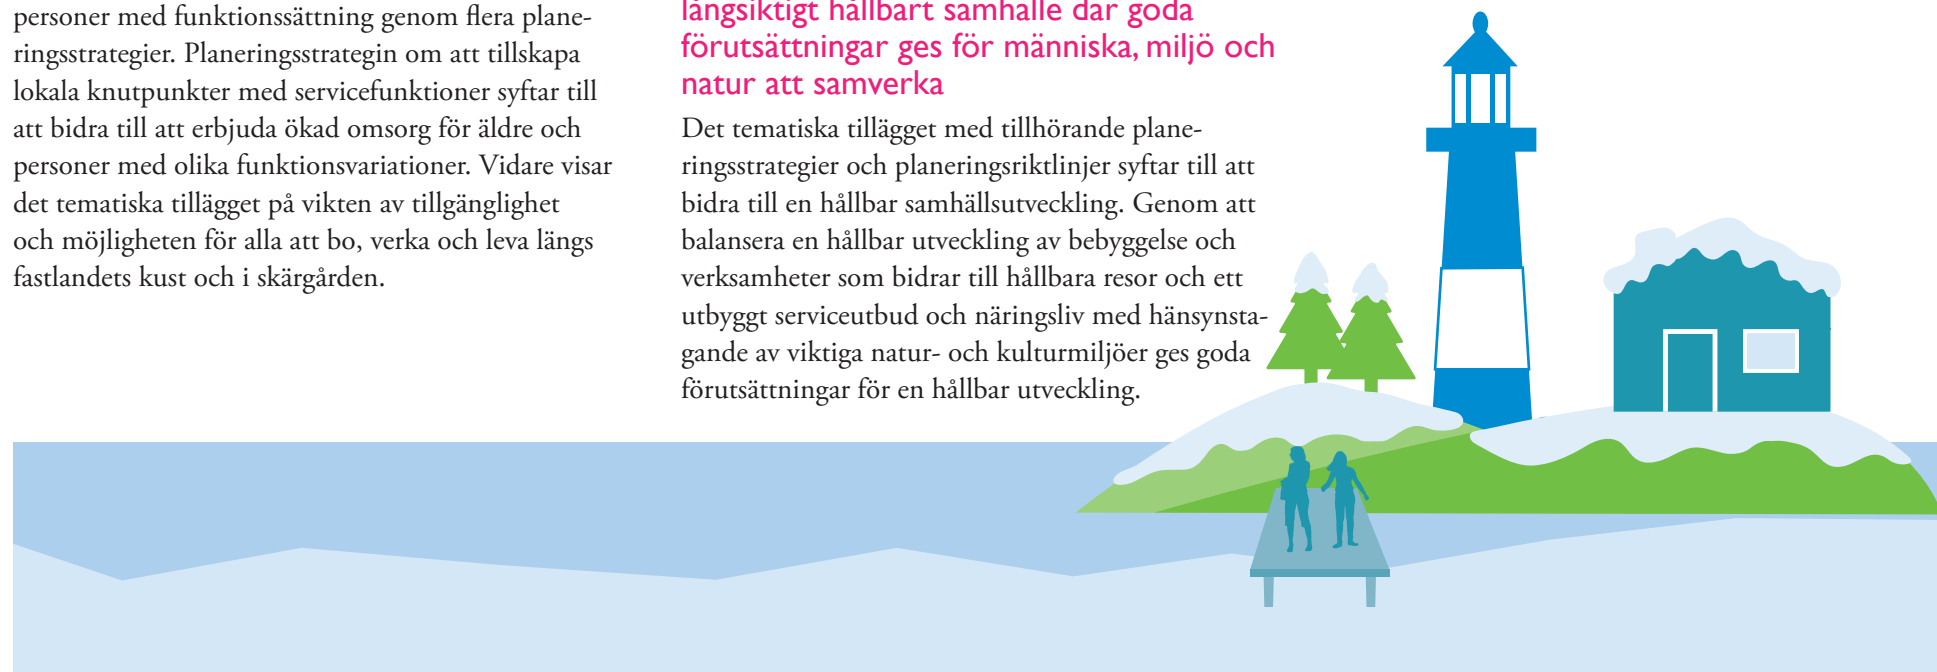 personer med funktionssättning genom flera plane-
ringsstrategier. Planeringsstrategin om att tillskapa
lokala knutpunkter med servicefunktioner syftar till
att bidra till att erbjuda ökad omsorg för äldre och
personer med olika funktionsvariationer. Vidare visar
det tematiska tillägget på vikten av tillgänglighet
och möjligheten för alla att bo, verka och leva längs
fastlandets kust och i skärgården.
långsiktigt hållbart samhälle där goda
förutsättningar ges för människa, miljö och
natur att samverka
Det tematiska tillägget med tillhörande plane-
ringsstrategier och planeringsriktlinjer syftar till att
bidra till en hållbar samhällsutveckling. Genom att
balansera en hållbar utveckling av bebyggelse och
verksamheter som bidrar till hållbara resor och ett
utbyggt serviceutbud och näringsliv med hänsynsta-
gande av viktiga natur- och kulturmiljöer ges goda
förutsättningar för en hållbar utveckling.